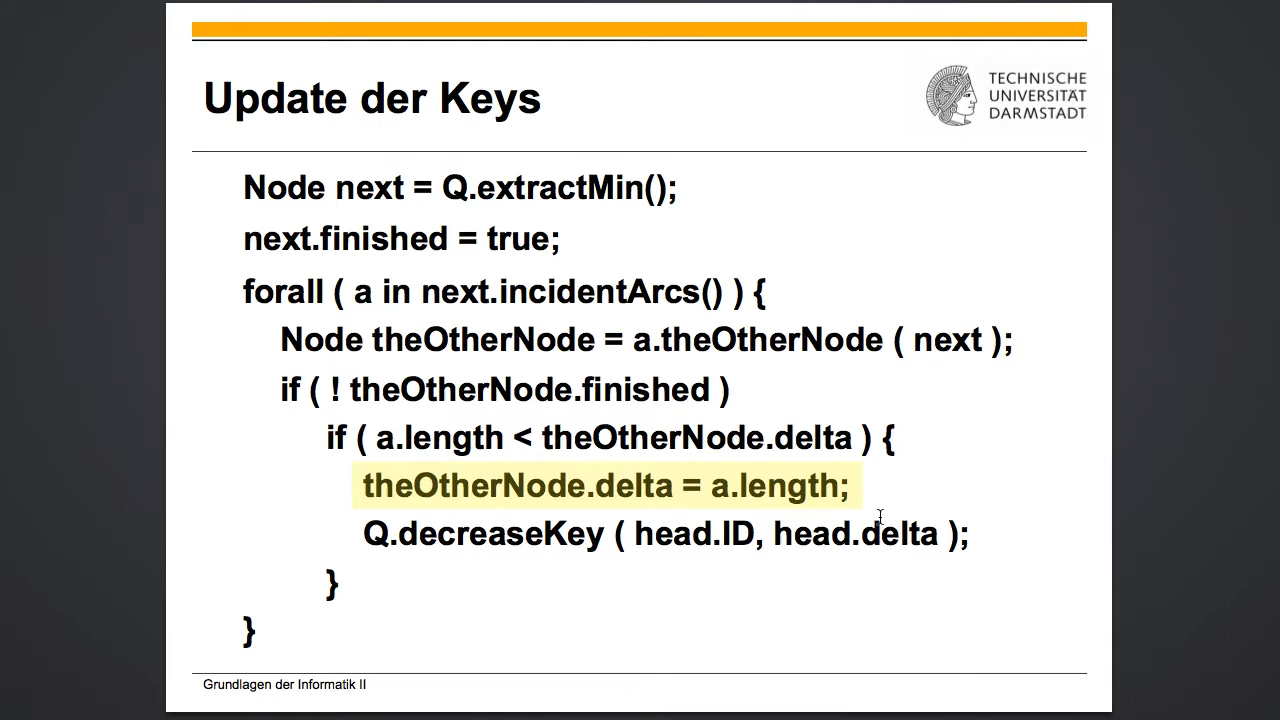 Update der Keys
TECHNISCHE
UNIVERSITÄT
DARMSTADT
Node next = Q.extractMin();
next.finished = true;
forall ( a in next.incidentArcs() ) {
Node theOtherNode = a.theOtherNode ( next );
if ( ! theOtherNode.finished )
if ( a.length < theOtherNode.delta ) {
theOtherNode.delta = a.length;
Q.decreaseKey ( head.ID, head.delta );
}
}
Grundlagen der Informatik II